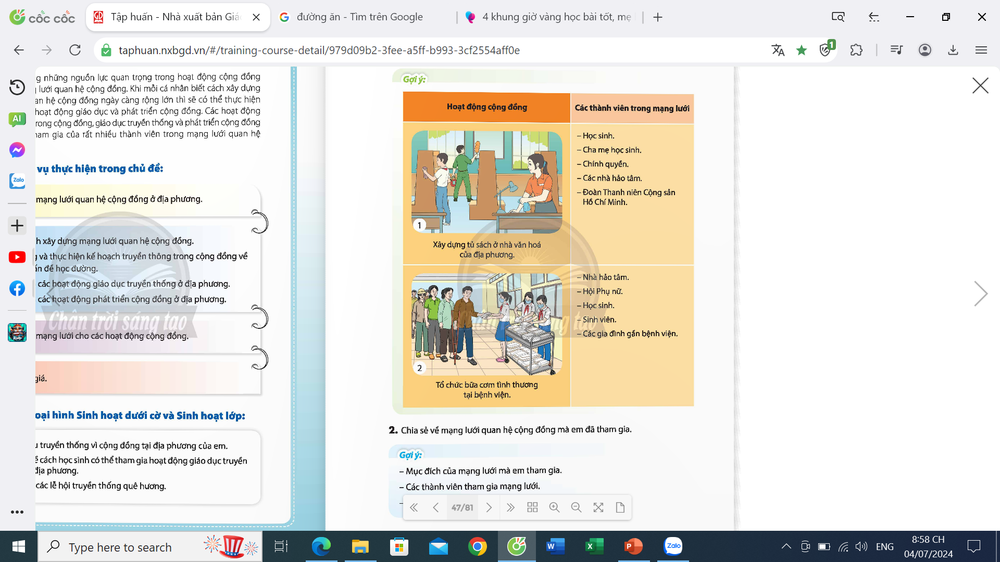 cốc cốc
Tập huấn - Nhà xuất bản Giáo
đường ăn - Tìm trên Google
4 khung giờ vàng học bài tốt, mẹ
taphuan.nxbgd.vn/#/training-course-detail/979d09b2-3fee-a5ff-b993-3cf2554aff0e
1
AI
Zalo
những nguồn lực quan trọng trong hoạt động cộng đồng
lưới quan hệ cộng đồng. Khi mỗi cá nhân biết cách xây dựng
hệ cộng đồng ngày càng rộng lớn thì sẽ có thể thực hiện
hoạt động giáo dục và phát triển cộng đồng. Các hoạt động
cộng đồng, giáo dục truyền thống và phát triển cộng đồng
gia của rất nhiều thành viên trong mạng lưới quan hệ
vụ thực hiện trong chủ đề:
mạng lưới quan hệ cộng đồng ở địa phương.
xây dựng mạng lưới quan hệ cộng đồng.
và thực hiện kế hoạch truyền thông trong cộng đồng về
đề học đường.
các hoạt động giáo dục truyền thống ở địa phương.
các hoạt động phát triển cộng đồng ở địa phương.
Chân trời sáng tạo
mạng lưới cho các hoạt động cộng đồng.
giá.
hình Sinh hoạt dưới cờ và Sinh hoạt lớp:
truyền thống vì cộng đồng tại địa phương của em.
cách học sinh có thể tham gia hoạt động giáo dục truyền
địa phương.
các lễ hội truyền thống quê hương.
Gợi ý:
Hoạt động cộng đồng
Các thành viên trong mạng lưới
1
Xây dựng tủ sách ở nhà văn hoá
của địa phương.
– Học sinh.
– Cha mẹ học sinh.
– Chính quyền.
– Các nhà hảo tâm.
– Đoàn Thanh niên Cộng sản
Hồ Chí Minh.
2
Tổ chức bữa cơm tình thương
tại bệnh viện.
– Nhà hảo tâm.
– Hội Phụ nữ.
– Học sinh.
– Sinh viên.
– Các gia đình gần bệnh viện.
2. Chia sẻ về mạng lưới quan hệ cộng đồng mà em đã tham gia.
Gợi ý:
– Mục đích của mạng lưới mà em tham gia.
– Các thành viên tham gia mạng lưới.
47/81
Type here to search
Zalo
ENG
8:58 CH
04/07/2024